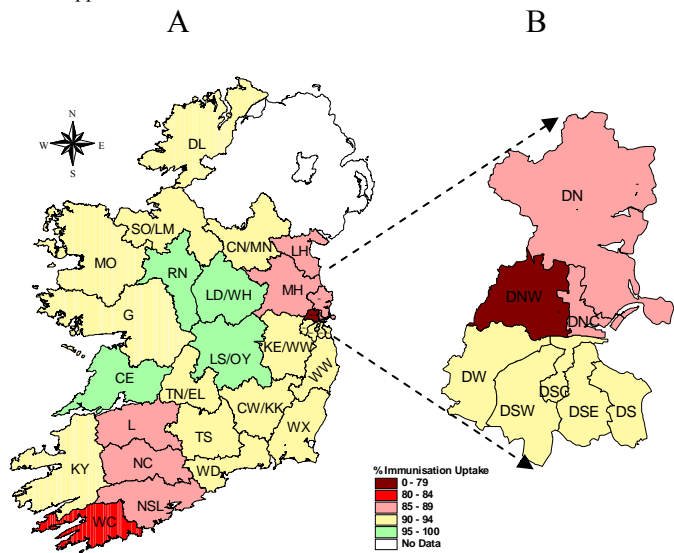 A
B
N
W E
S
DL
SO/LM
CN/MN
MO
RN
LH
LD/WH
MH
G
LS/OY
KE/WW
WW
CE
TN/EL
CW/KK
L
TS
WX
KY
NC
WD
NSL
WC
DN
DNW
DNC
DW
DSC
DSW
DSE
DS
% Immunisation Uptake
0 - 79
80 - 84
85 - 89
90 - 94
95 - 100
No Data